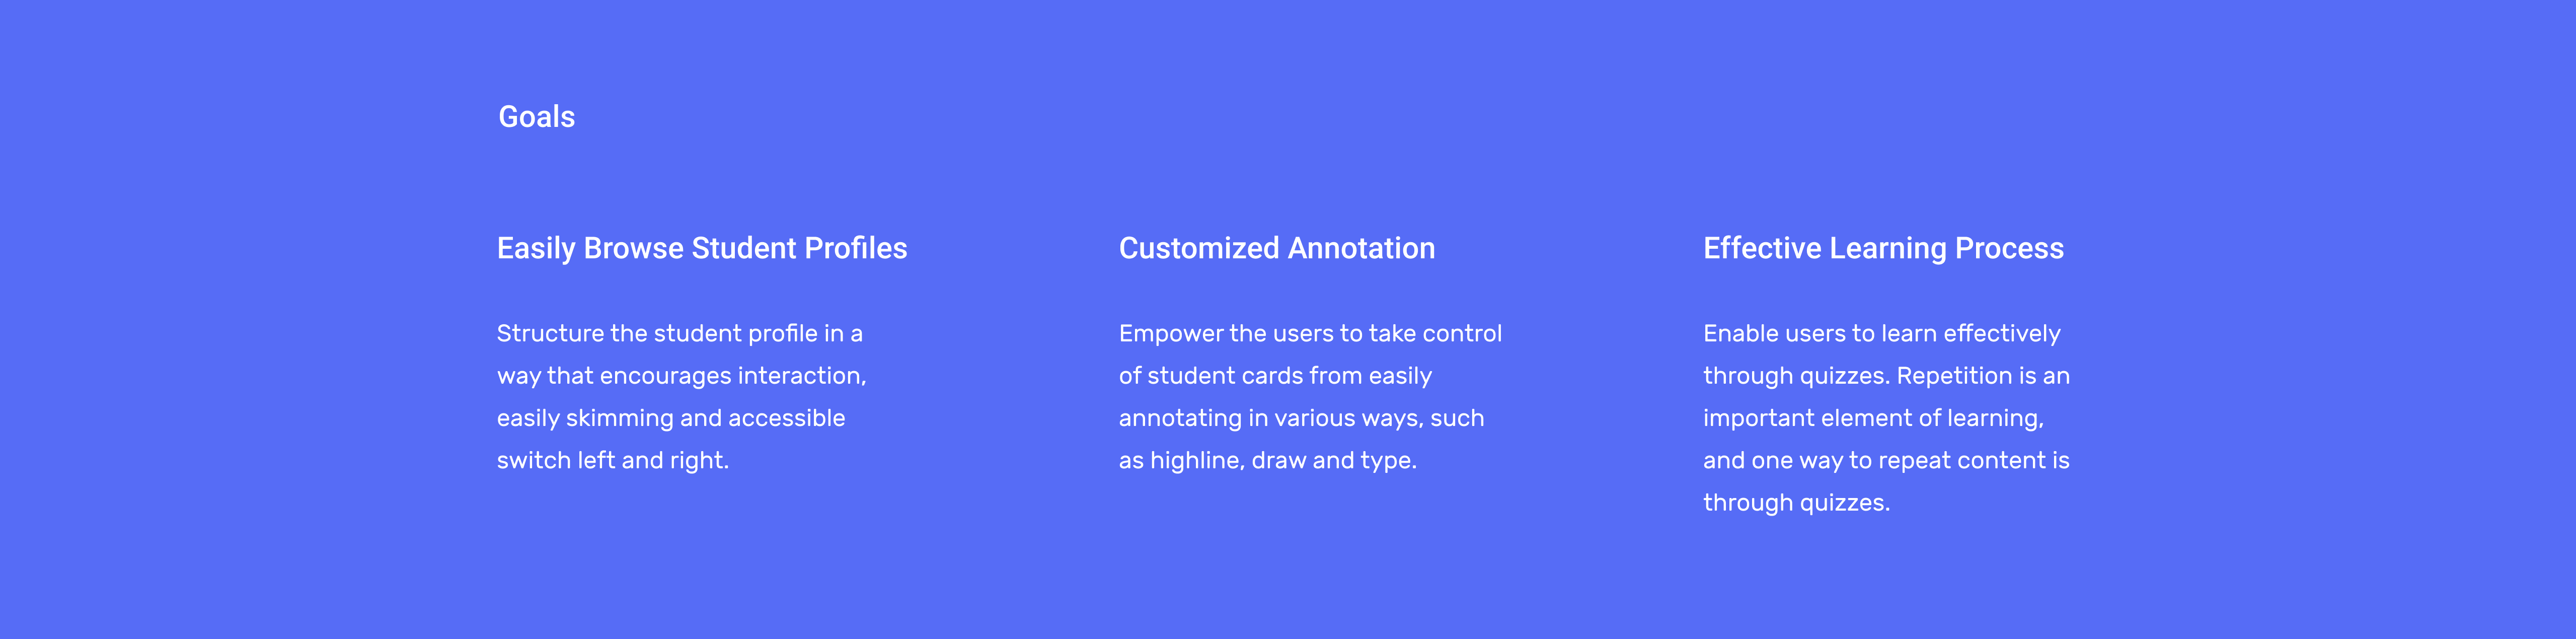 Goals
Easily Browse Student Profiles
Structure the student profile in a
way that encourages interaction,
easily skimming and accessible
switch left and right.
Customized Annotation
Empower the users to take control
of student cards from easily
annotating in various ways, such
as highline, draw and type.
Effective Learning Process
Enable users to learn effectively
through quizzes. Repetition is an
important element of learning,
and one way to repeat content is
through quizzes.